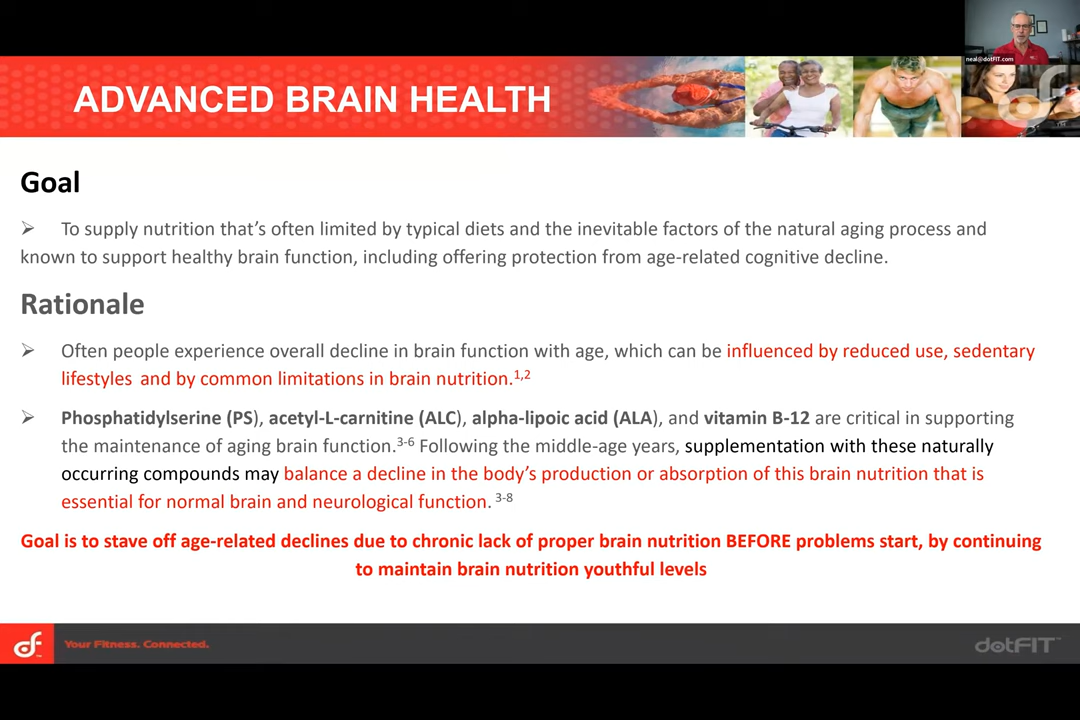 neal@dotFIT.com
ADVANCED BRAIN HEALTH
Goal
➢ To supply nutrition that’s often limited by typical diets and the inevitable factors of the natural aging process and
known to support healthy brain function, including offering protection from age-related cognitive decline.
Rationale
➢ Often people experience overall decline in brain function with age, which can be influenced by reduced use, sedentary
lifestyles and by common limitations in brain nutrition.1,2
➢ Phosphatidylserine (PS), acetyl-L-carnitine (ALC), alpha-lipoic acid (ALA), and vitamin B-12 are critical in supporting
the maintenance of aging brain function.3-6 Following the middle-age years, supplementation with these naturally
occurring compounds may balance a decline in the body’s production or absorption of this brain nutrition that is
essential for normal brain and neurological function. 3-8
Goal is to stave off age-related declines due to chronic lack of proper brain nutrition BEFORE problems start, by continuing
to maintain brain nutrition youthful levels
df Your Fitness. Connected. dotFIT™